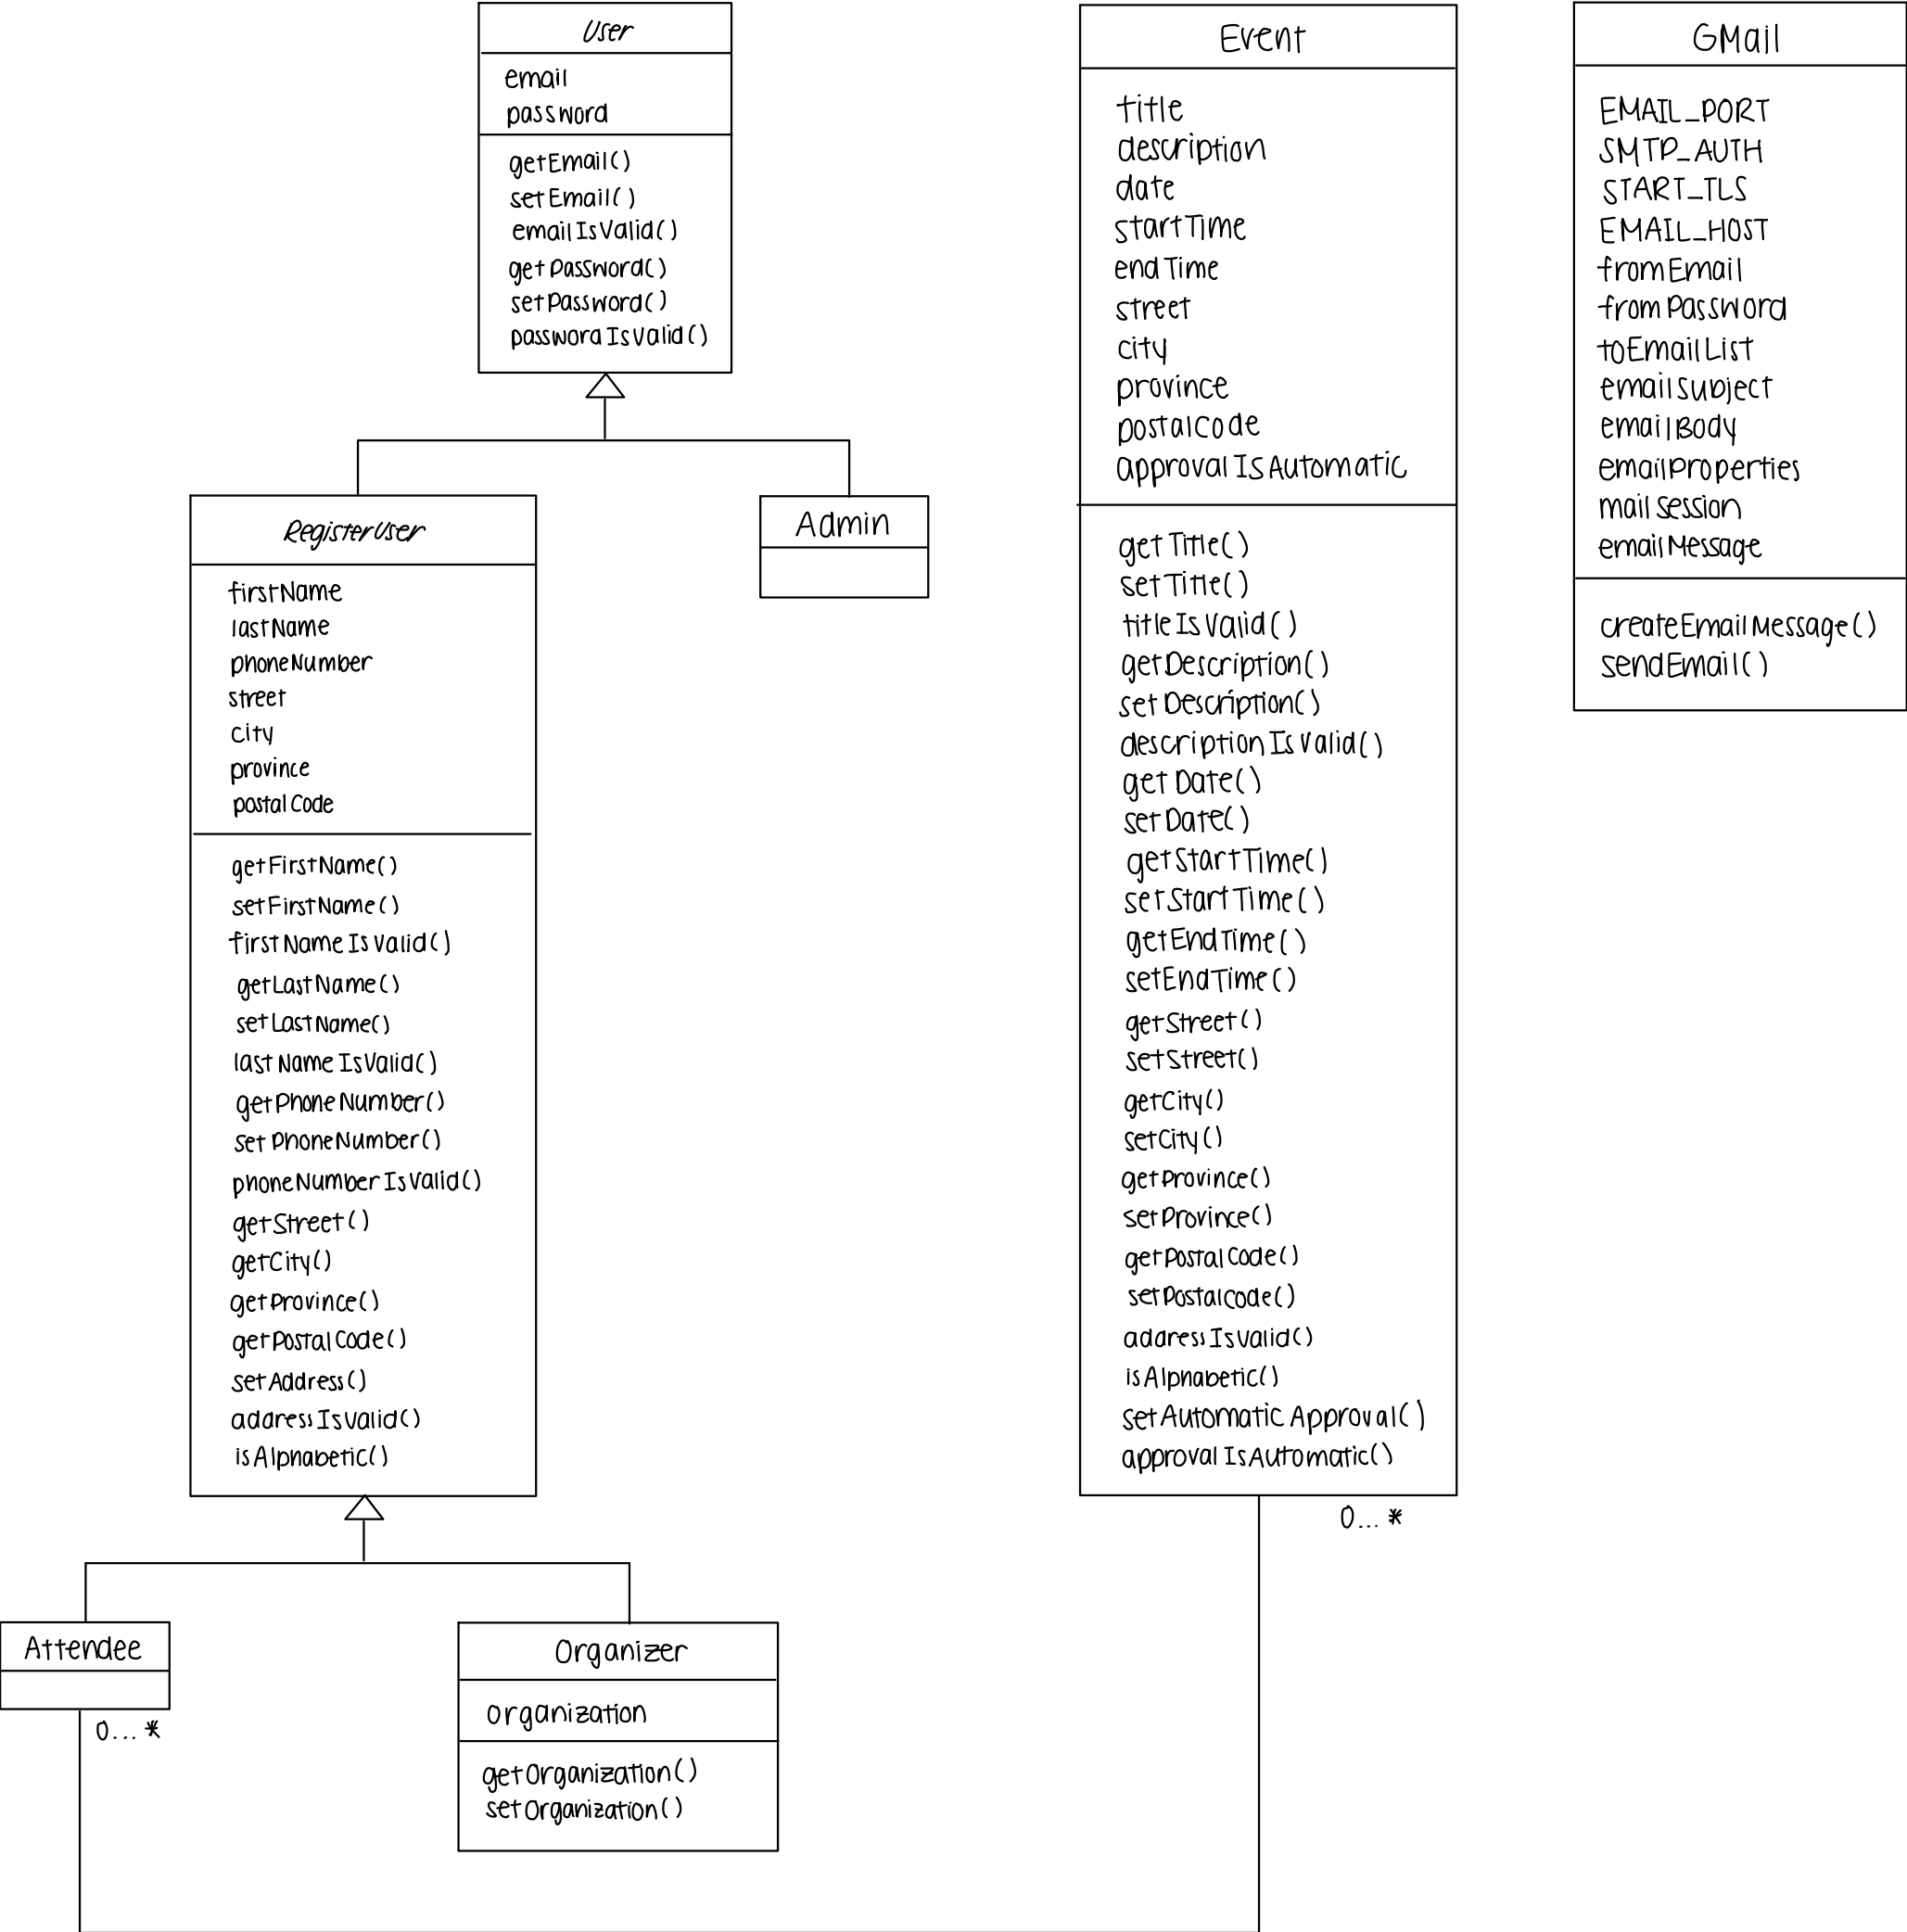 User
email
password
getEmail()
setEmail()
emailIsValid()
getPassword()
setPassword()
passwordIsValid()
RegisterUser
firstName
lastName
phoneNumber
street
city
province
postalCode
getFirstName()
setFirstName()
firstNameIsValid()
getLastName()
setLastName()
lastNameIsValid()
getPhoneNumber()
setPhoneNumber()
phoneNumberIsValid()
getStreet()
getCity()
getProvince()
getPostalCode()
setAddress()
addressIsValid()
isAlphabetic()
Admin
Attendee
0...*
Organizer
organization
getOrganization()
setOrganization()
Event
title
description
date
startTime
endTime
street
city
province
postalCode
approvalIsAutomatic
getTitle()
setTitle()
titleIsValid()
getDescription()
setDescription()
descriptionIsValid()
getDate()
setDate()
getStartTime()
setStartTime()
getEndTime()
setEndTime()
getStreet()
setStreet()
getCity()
setCity()
getProvince()
setProvince()
getPostalCode()
setPostalCode()
addressIsValid()
isAlphabetic()
setAutomaticApproval()
approvalIsAutomatic()
0...*
GMail
EMAIL_PORT
SMTP_AUTH
START_TLS
EMAIL_HOST
fromEmail
fromPassword
toEmailList
emailSubject
emailBody
emailProperties
mailSession
emailMessage
createEmailMessage()
sendEmail()